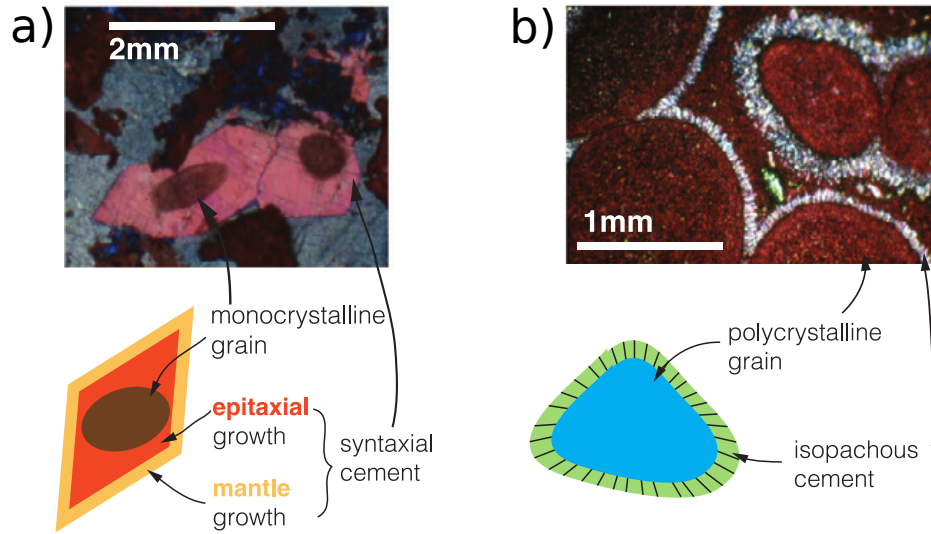 a)
2mm
monocrystalline
grain
epitaxial
growth
mantle
growth
syntaxial
cement
b)
1mm
polycrystalline
grain
isopachous
cement